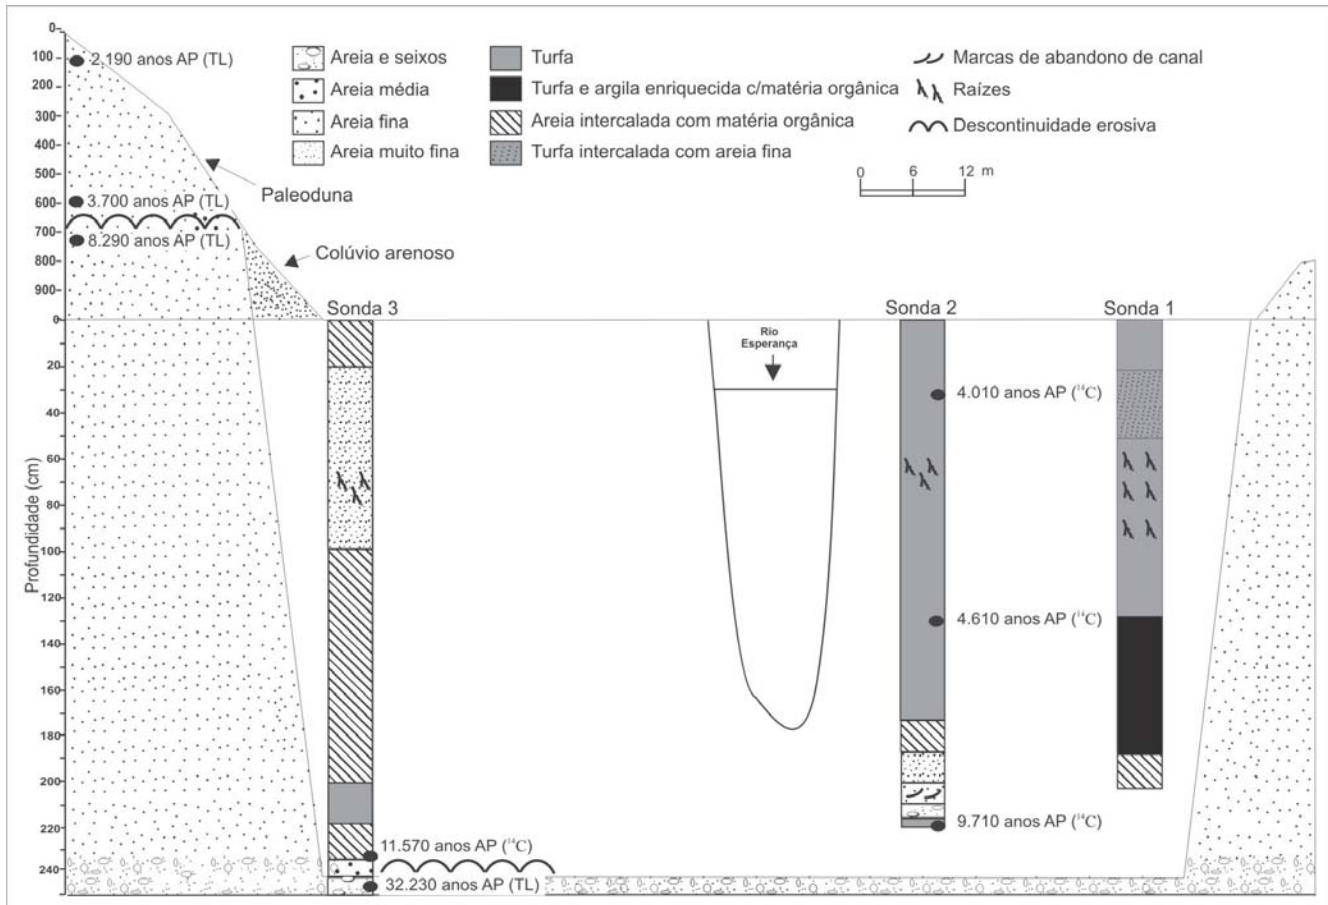 0
100
200
300
400
500
600
700
800
900
0
20
40
60
80
100
120
140
160
180
200
220
240
Profundidade (cm)
2.190 anos AP (TL)
3.700 anos AP (TL)
8.290 anos AP (TL)
Paleoduna
Colúvio arenoso
Areia e seixos
Areia média
Areia fina
Areia muito fina
Turfa
Turfa e argila enriquecida c/matéria orgânica
Areia intercalada com matéria orgânica
Turfa intercalada com areia fina
Marcas de abandono de canal
Raízes
Descontinuidade erosiva
0 6 12 m
Sonda 3
Rio
Esperança
Sonda 2
Sonda 1
4.010 anos AP (¹⁴C)
4.610 anos AP (¹⁴C)
9.710 anos AP (¹⁴C)
11.570 anos AP (¹⁴C)
32.230 anos AP (TL)